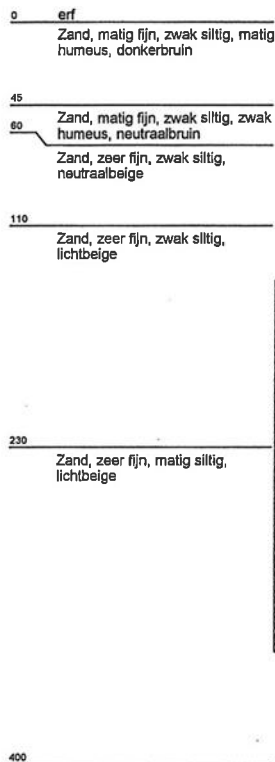 0 erf
Zand, matig fijn, zwak siltig, matig
humeus, donkerbruin
45
Zand, matig fijn, zwak siltig, zwak
60 humeus, neutraalbruin
Zand, zeer fijn, zwak siltig,
neutraalbeige
110
Zand, zeer fijn, zwak siltig,
lichtbeige
230
Zand, zeer fijn, matig siltig,
lichtbeige
400